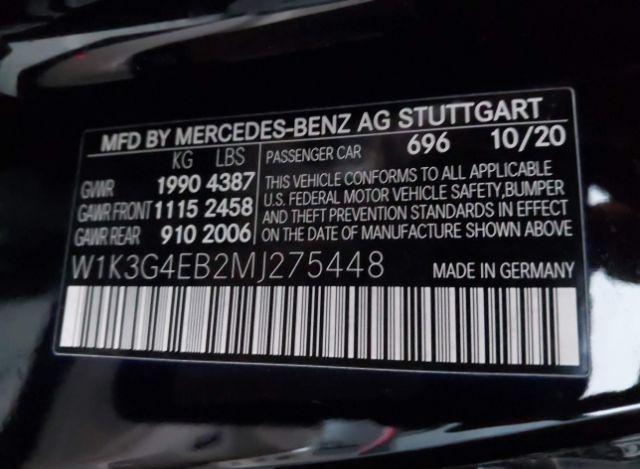 MFD BY MERCEDES-BENZ AG STUTTGART
KG LBS
GVWR 1990 4387
GAWR FRONT 1115 2458
GAWR REAR 910 2006
PASSENGER CAR 696 10/20
THIS VEHICLE CONFORMS TO ALL APPLICABLE
U.S. FEDERAL MOTOR VEHICLE SAFETY, BUMPER
AND THEFT PREVENTION STANDARDS IN EFFECT
ON THE DATE OF MANUFACTURE SHOWN ABOVE
W1K3G4EB2MJ275448 MADE IN GERMANY